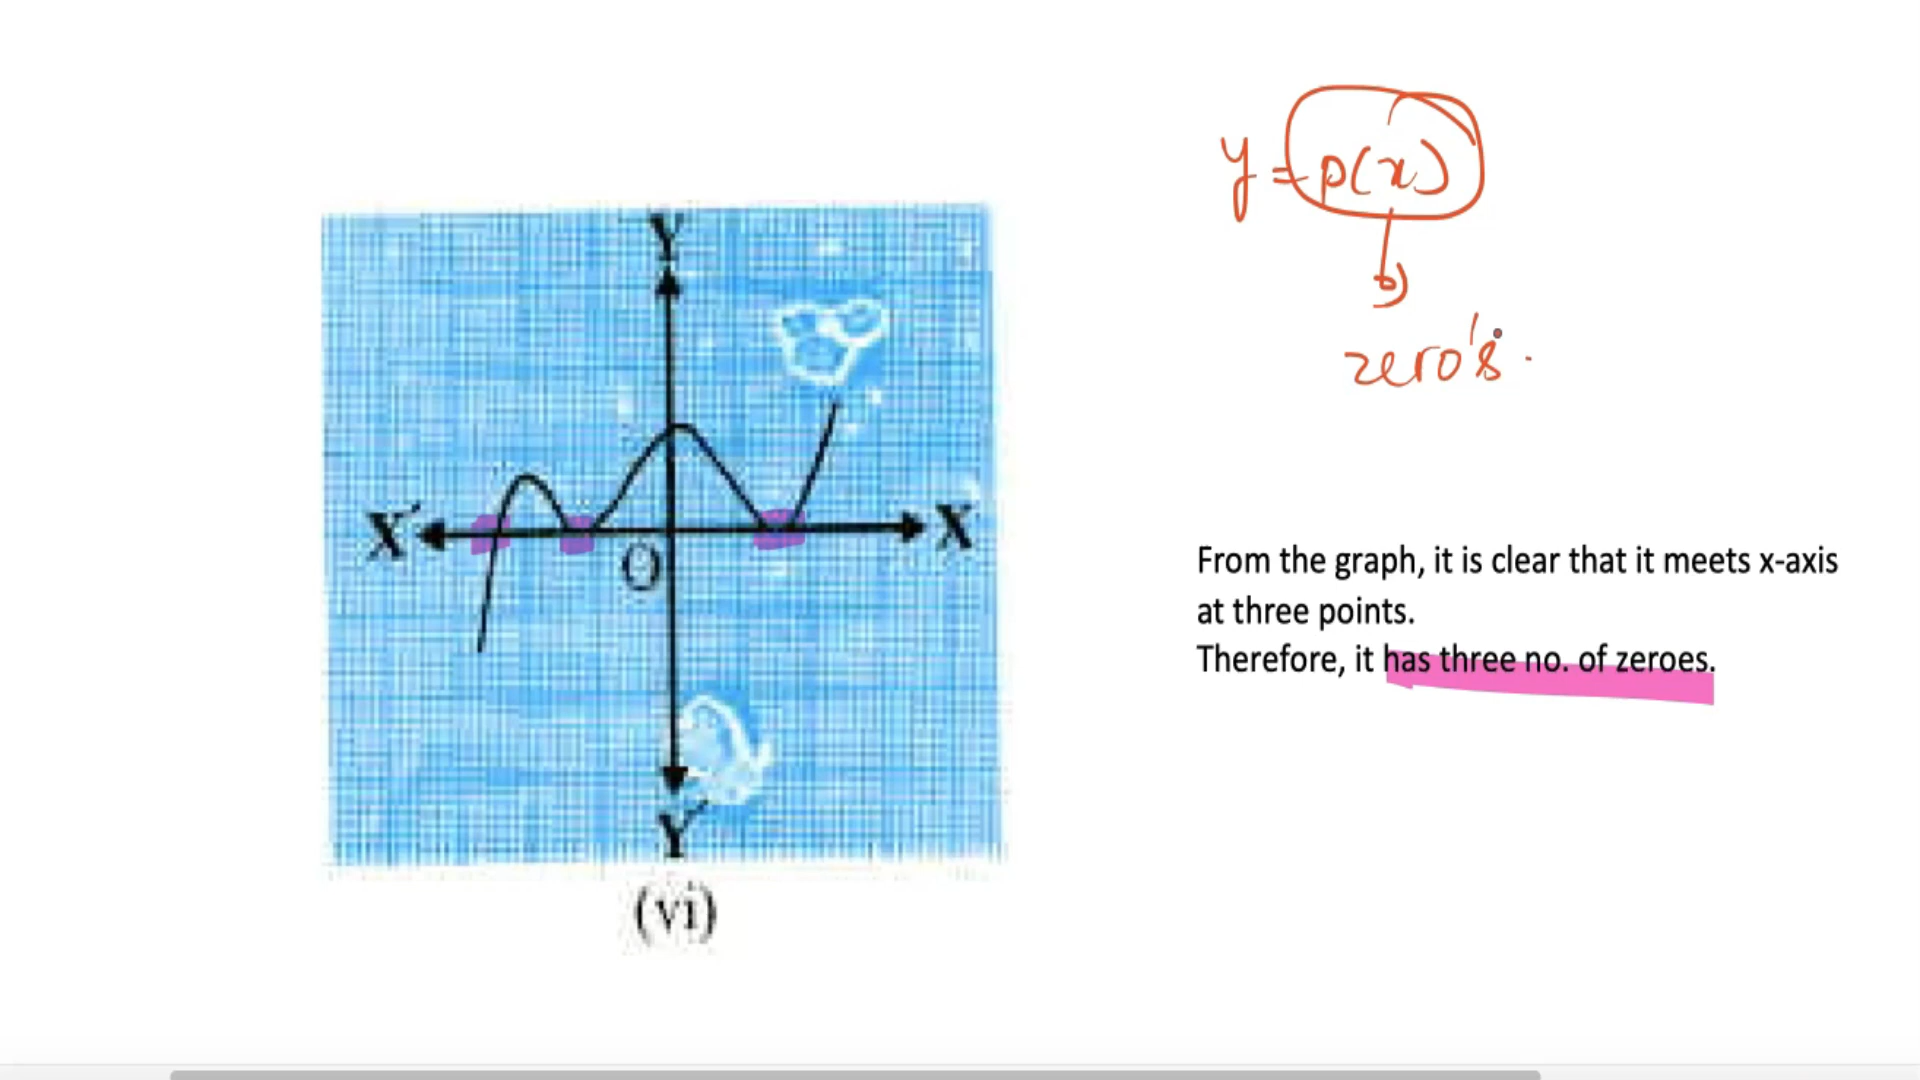 y = p(x)
zero's.
Y
X' O X
Y'
(vi)
From the graph, it is clear that it meets x-axis
at three points.
Therefore, it has three no. of zeroes.